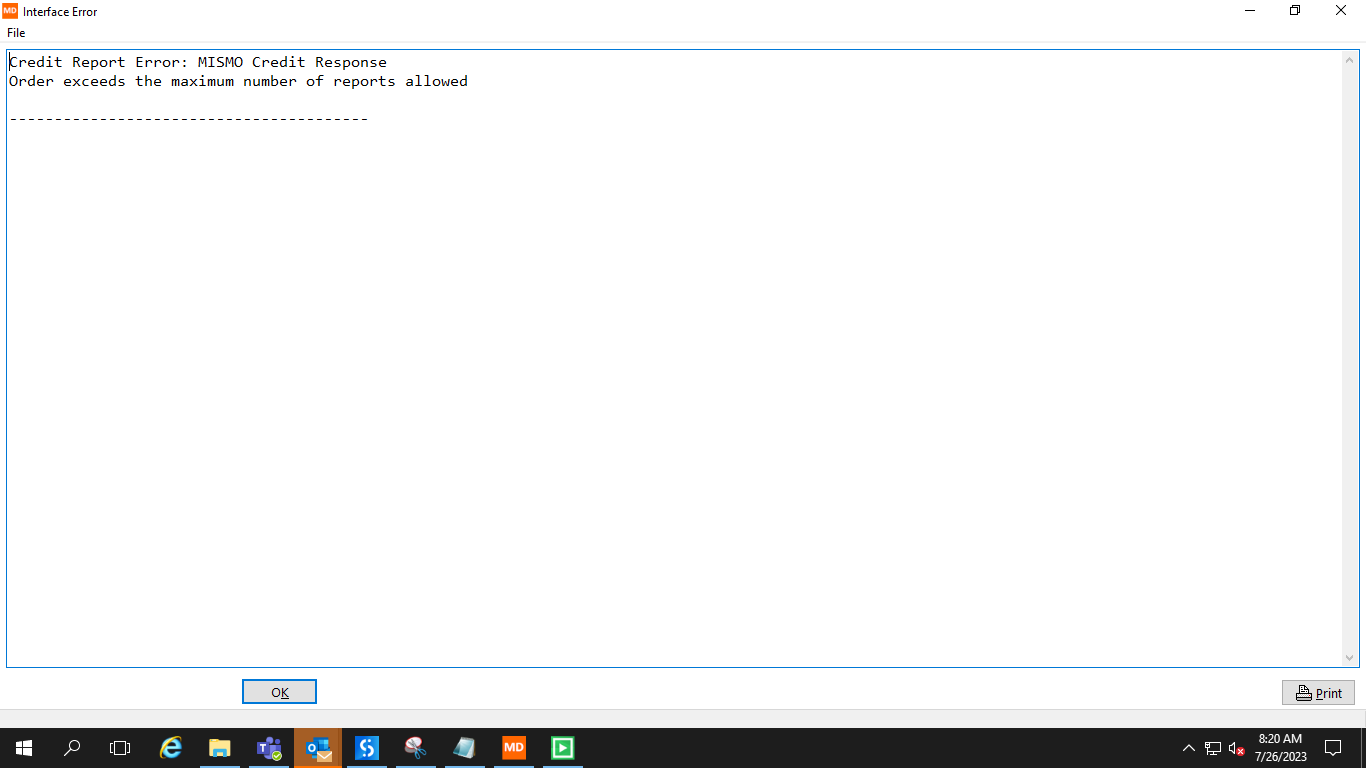 MD Interface Error
File
Credit Report Error: MISMO Credit Response
Order exceeds the maximum number of reports allowed
----------------------------------------
OK
Print
MD
8:20 AM
7/26/2023